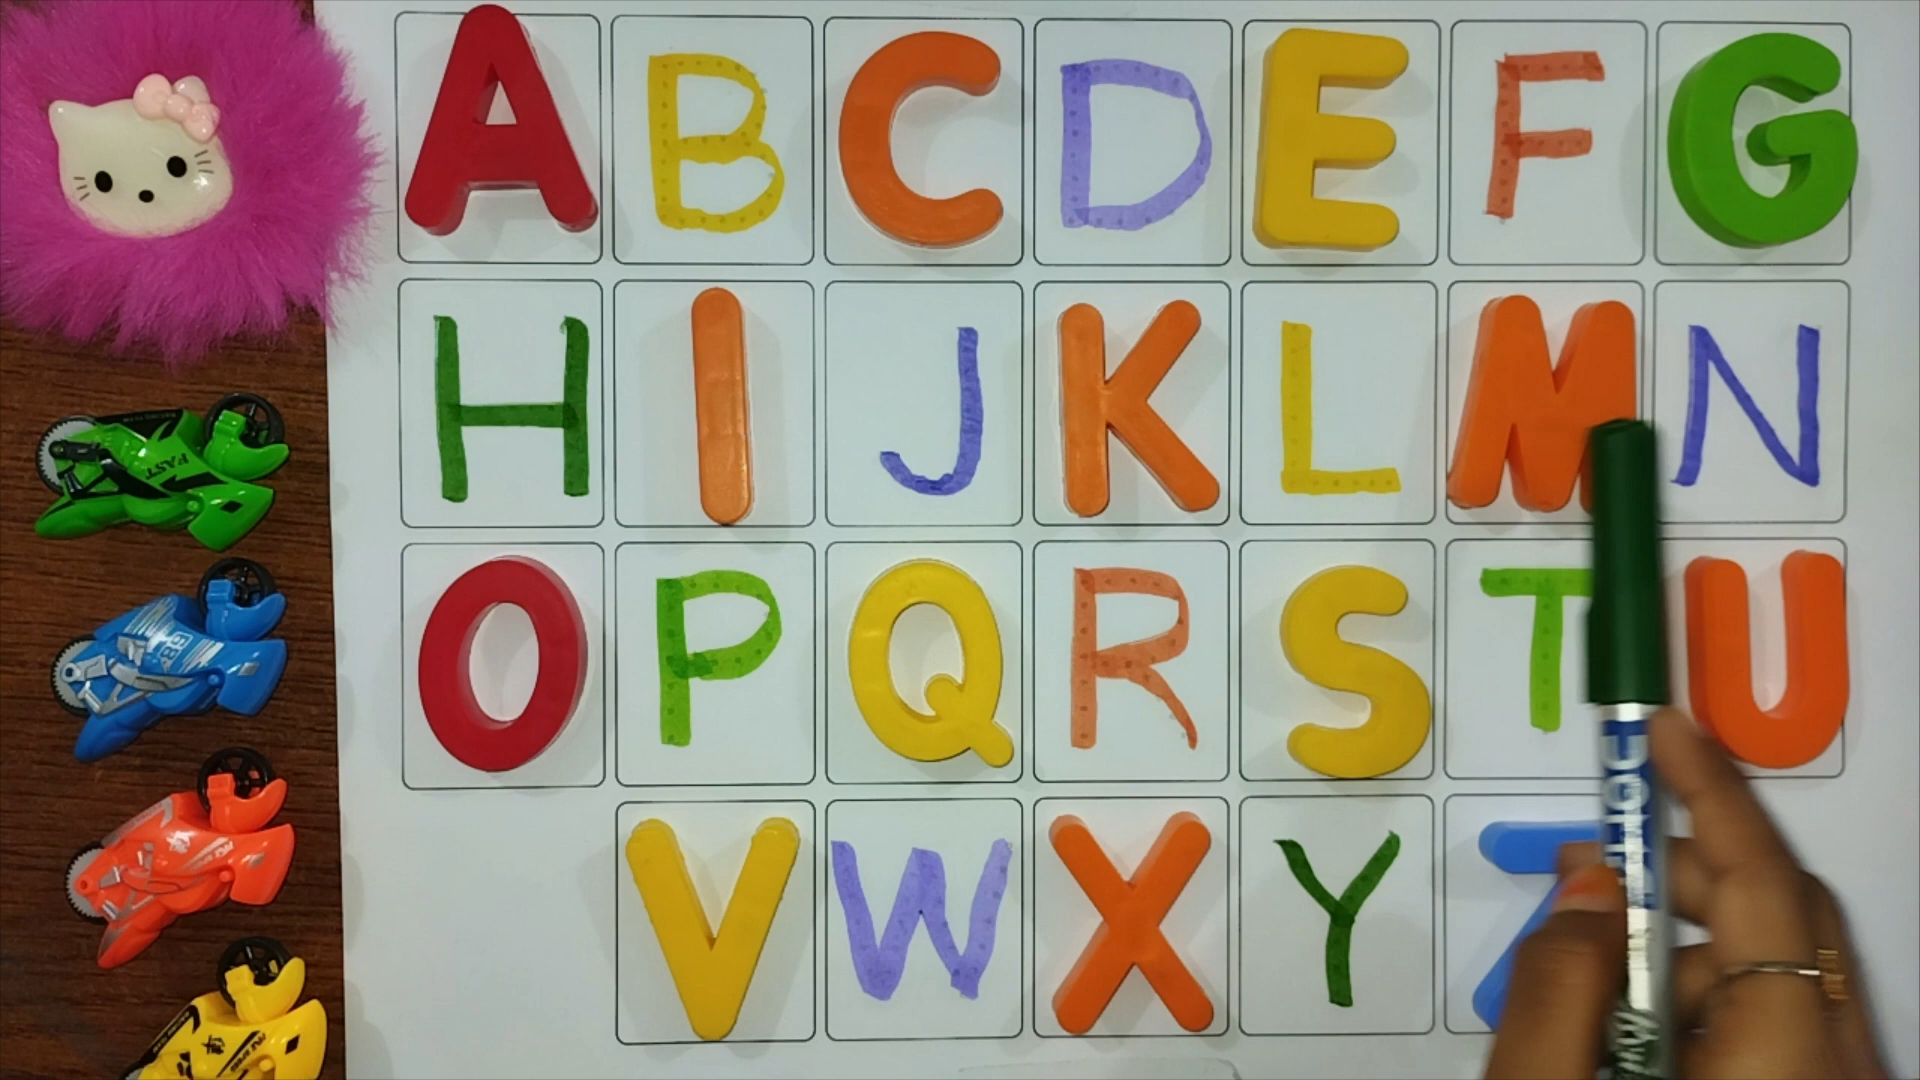 A B C D E F G
H I J K L M N
O P Q R S T U
V W X Y Z
FAST